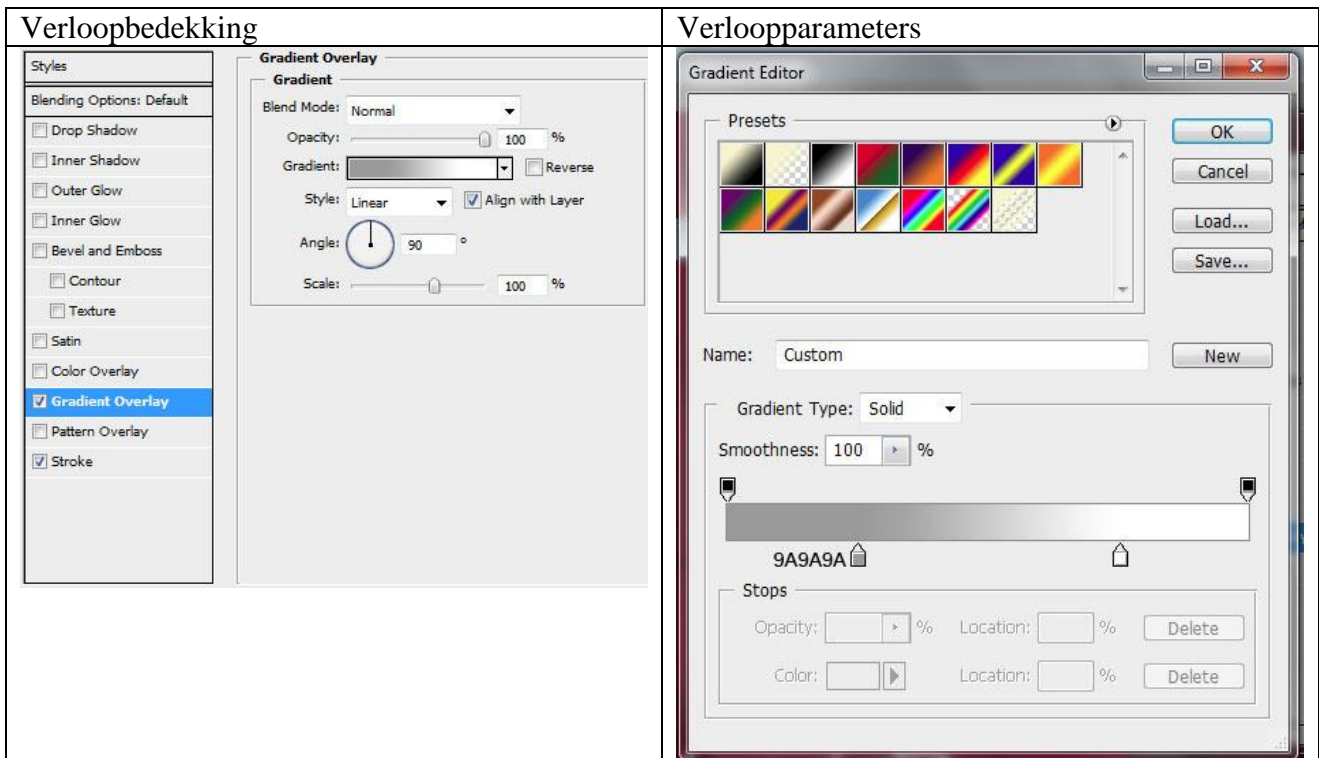 Verloopbedekking
Styles
Blending Options: Default
Drop Shadow
Inner Shadow
Outer Glow
Inner Glow
Bevel and Emboss
Contour
Texture
Satin
Color Overlay
Gradient Overlay
Pattern Overlay
Stroke
Gradient Overlay
Gradient
Blend Mode: Normal
Opacity: 100 %
Gradient: Reverse
Style: Linear Align with Layer
Angle: 90 °
Scale: 100 %
Verloopparameters
Gradient Editor
Presets
OK
Cancel
Load...
Save...
Name: Custom New
Gradient Type: Solid
Smoothness: 100 %
9A9A9A
Stops
Opacity: % Location: % Delete
Color: Location: % Delete